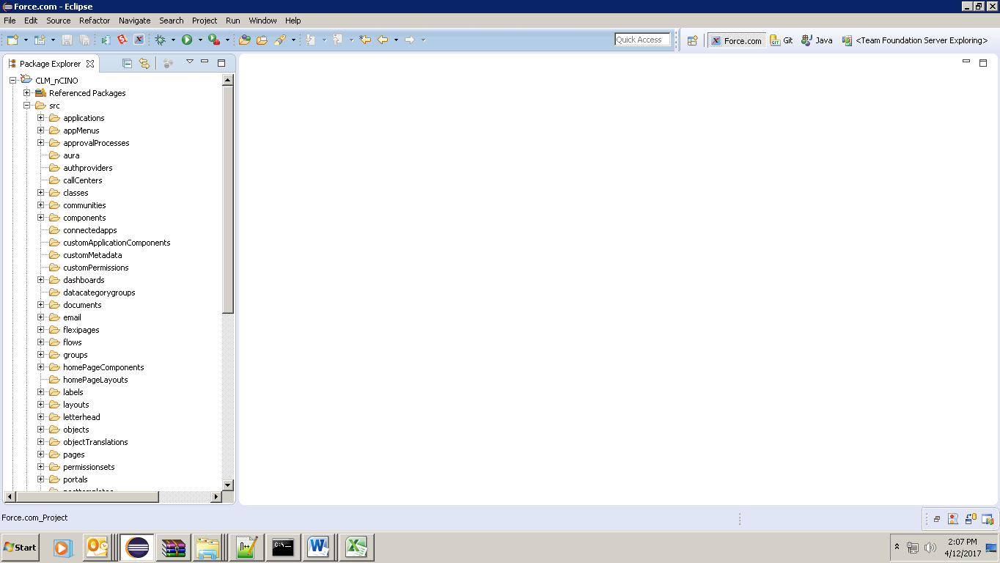 Force.com - Eclipse
File Edit Source Refactor Navigate Search Project Run Window Help
Quick Access
Force.com
GIT Git
Java
<Team Foundation Server Exploring>
Package Explorer
CLM_nCINO
Referenced Packages
src
applications
appMenus
approvalProcesses
aura
authproviders
callCenters
classes
communities
components
connectedapps
customApplicationComponents
customMetadata
customPermissions
dashboards
datacategorygroups
documents
email
flexipages
flows
groups
homePageComponents
homePageLayouts
labels
layouts
letterhead
objects
objectTranslations
pages
permissionsets
portals
Force.com_Project
Start
C:\_
2:07 PM
4/12/2017